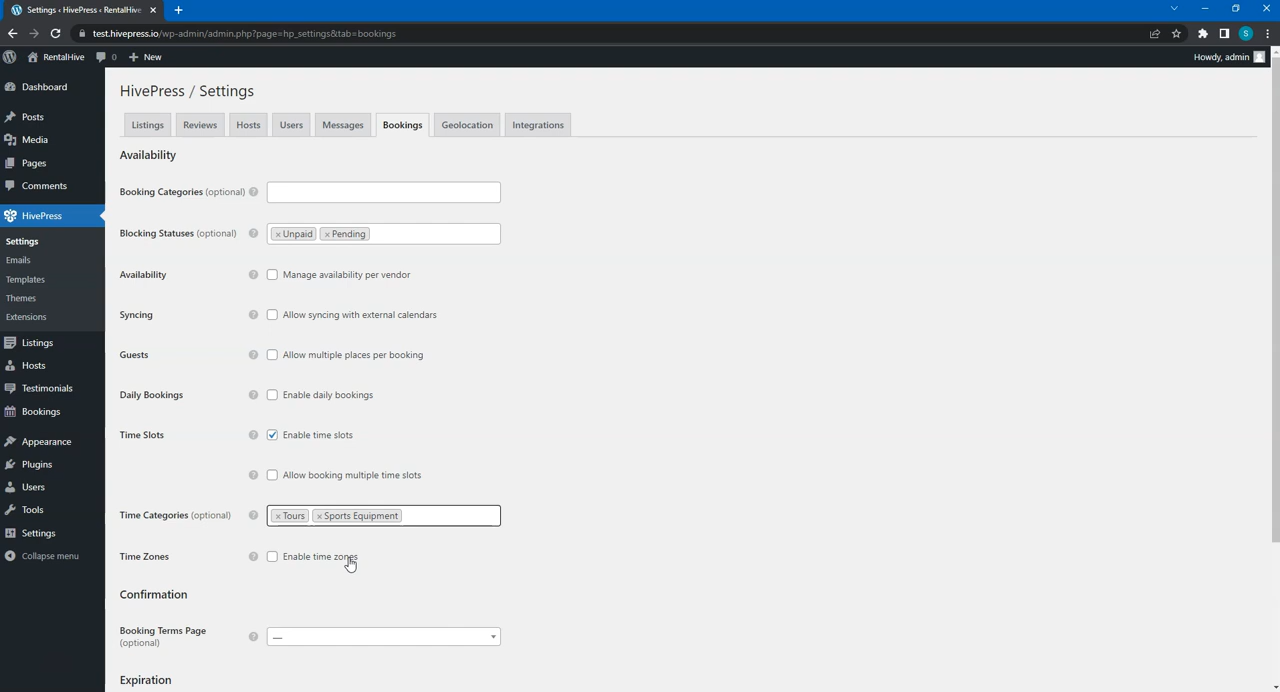 Settings ‹ HivePress ‹ RentalHive
test.hivepress.io/wp-admin/admin.php?page=hp_settings&tab=bookings
S
RentalHive 0 New Howdy, admin
Dashboard
Posts
Media
Pages
Comments
HivePress
Settings
Emails
Templates
Themes
Extensions
Listings
Hosts
Testimonials
Bookings
Appearance
Plugins
Users
Tools
Settings
Collapse menu
HivePress / Settings
Listings Reviews Hosts Users Messages Bookings Geolocation Integrations
Availability
Booking Categories (optional) ?
Blocking Statuses (optional) ? × Unpaid × Pending
Availability ? Manage availability per vendor
Syncing ? Allow syncing with external calendars
Guests ? Allow multiple places per booking
Daily Bookings ? Enable daily bookings
Time Slots ? Enable time slots
? Allow booking multiple time slots
Time Categories (optional) ? × Tours × Sports Equipment
Time Zones ? Enable time zones
Confirmation
Booking Terms Page
(optional) ? —
Expiration